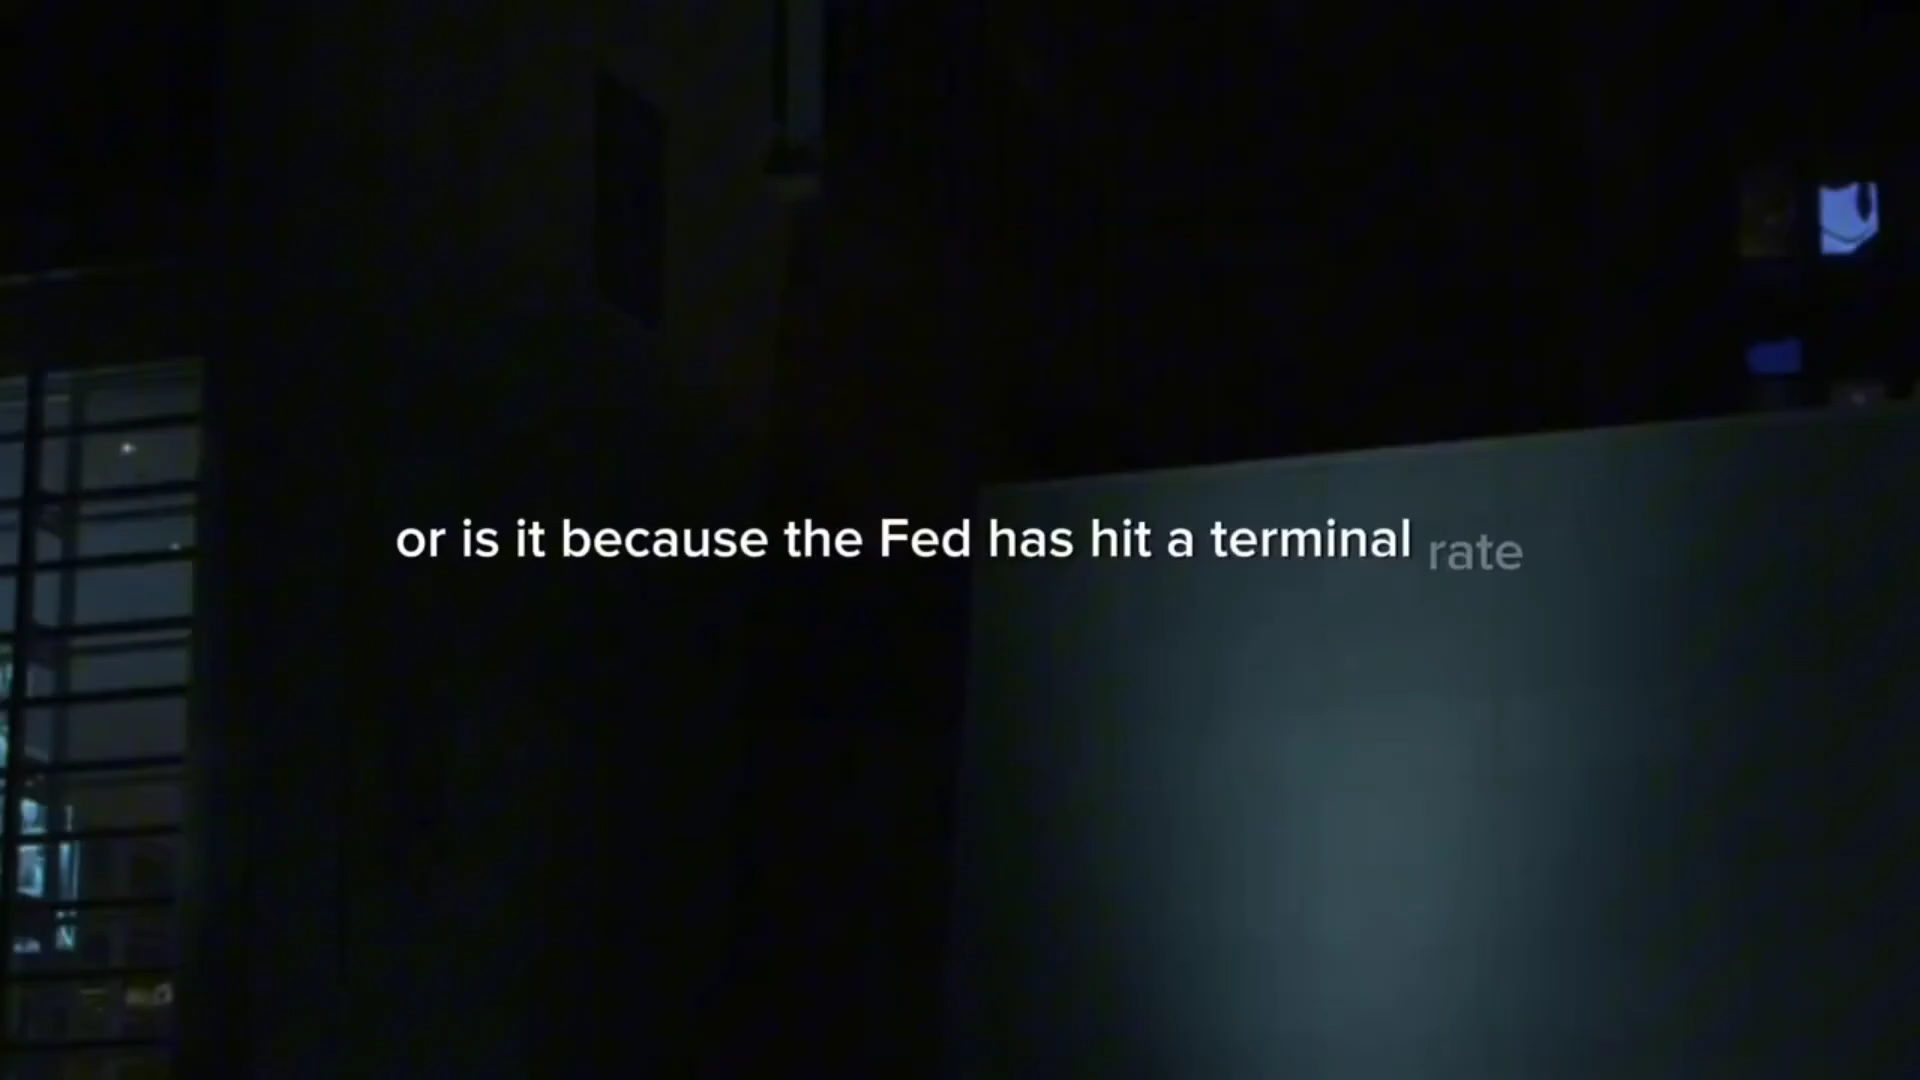 or is it because the Fed has hit a terminal rate